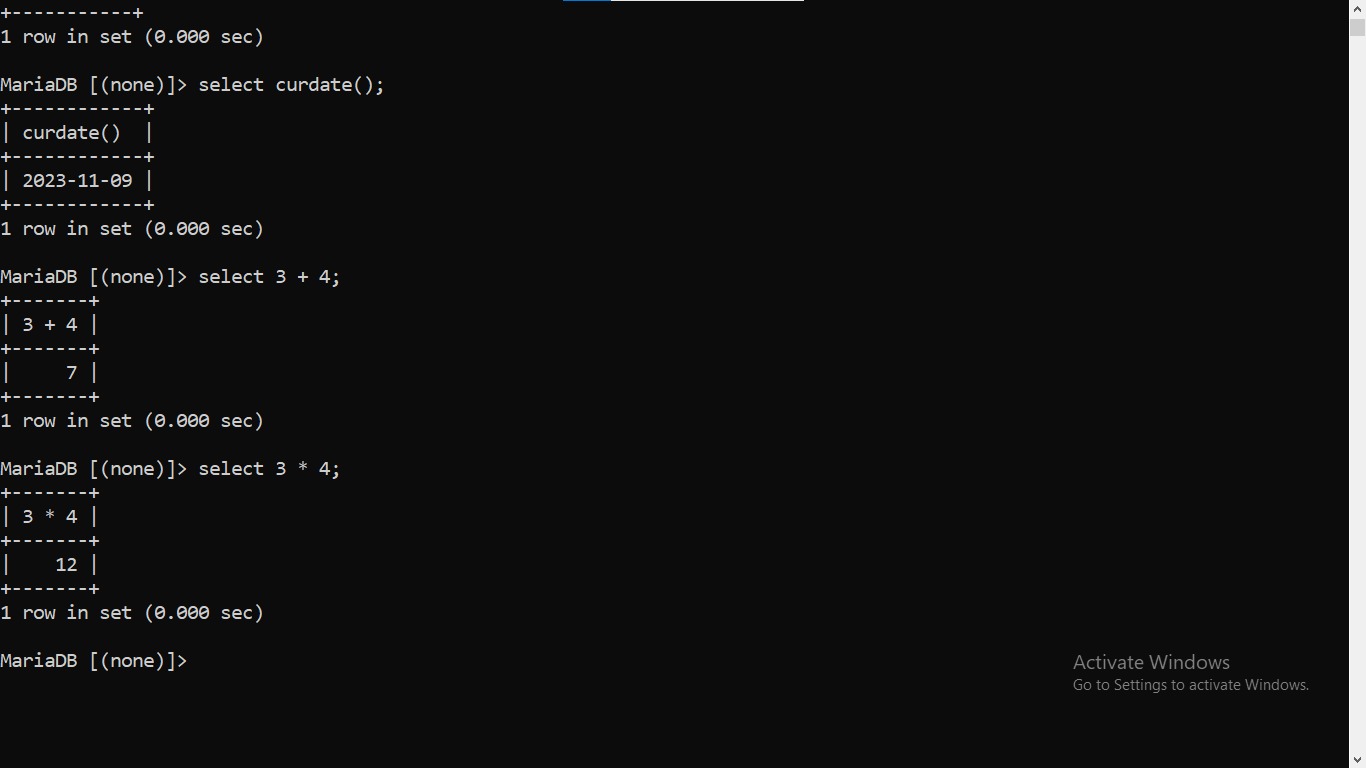 +-----------+
1 row in set (0.000 sec)
MariaDB [(none)]> select curdate();
+------------+
| curdate()  |
+------------+
| 2023-11-09 |
+------------+
1 row in set (0.000 sec)
MariaDB [(none)]> select 3 + 4;
+-------+
| 3 + 4 |
+-------+
|     7 |
+-------+
1 row in set (0.000 sec)
MariaDB [(none)]> select 3 * 4;
+-------+
| 3 * 4 |
+-------+
|    12 |
+-------+
1 row in set (0.000 sec)
MariaDB [(none)]>
Activate Windows
Go to Settings to activate Windows.